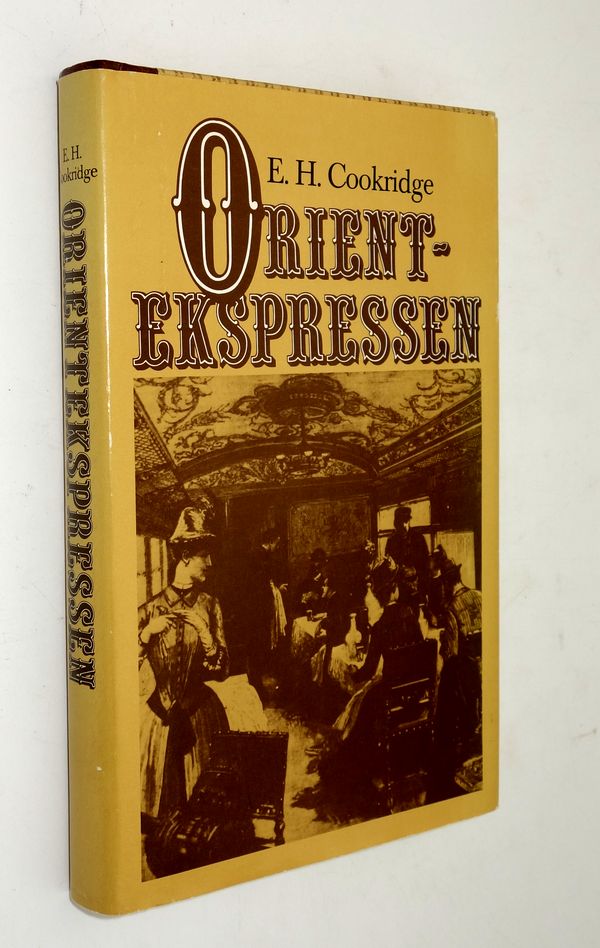 E. H. Cookridge
ORIENT-
EKSPRESSEN
E. H.
Cookridge
ORIENTEKSPRESSEN